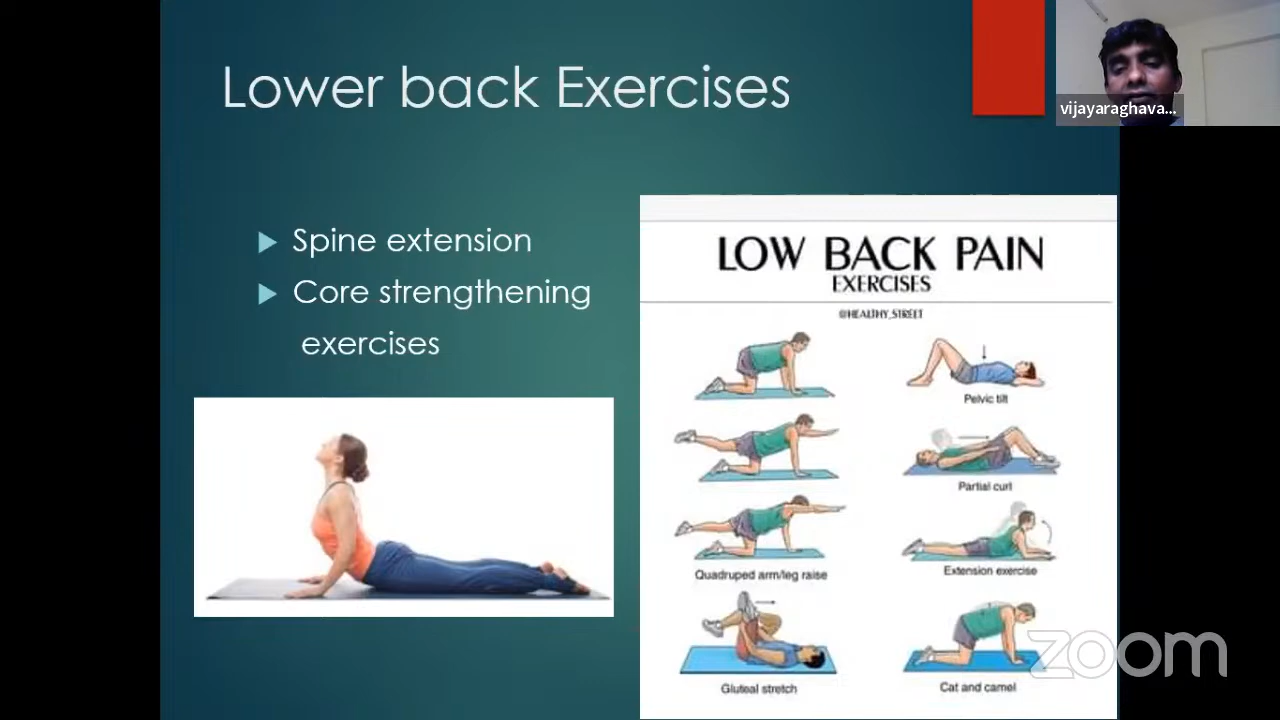 Lower back Exercises
vijayaraghava...
Spine extension
Core strengthening
exercises
LOW BACK PAIN
EXERCISES
@HEALTHY_STREET
Pelvic tilt
Partial curl
Quadruped arm/leg raise
Extension exercise
Gluteal stretch
Cat and camel
zoom